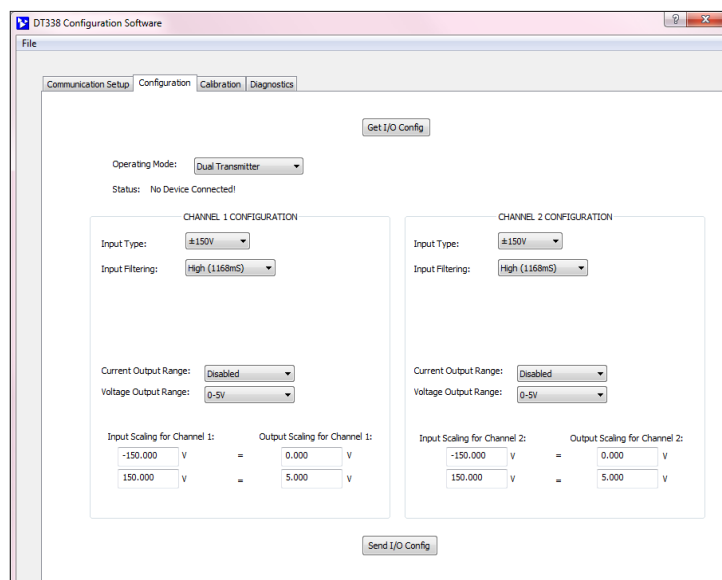 DT338 Configuration Software
File
Communication Setup Configuration Calibration Diagnostics
Get I/O Config
Operating Mode: Dual Transmitter
Status: No Device Connected!
CHANNEL 1 CONFIGURATION
Input Type: ±150V
Input Filtering: High (1168mS)
Current Output Range: Disabled
Voltage Output Range: 0-5V
Input Scaling for Channel 1: Output Scaling for Channel 1:
-150.000 V = 0.000 V
150.000 V = 5.000 V
CHANNEL 2 CONFIGURATION
Input Type: ±150V
Input Filtering: High (1168mS)
Current Output Range: Disabled
Voltage Output Range: 0-5V
Input Scaling for Channel 2: Output Scaling for Channel 2:
-150.000 V = 0.000 V
150.000 V = 5.000 V
Send I/O Config